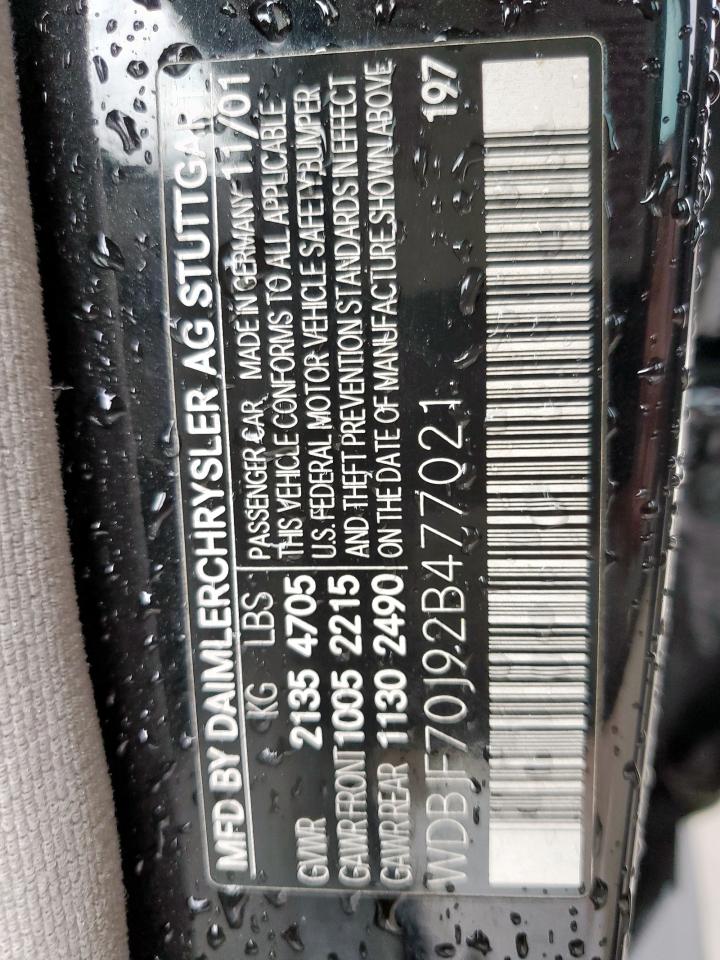 MFD BY DAIMLERCHRYSLER AG STUTTGART
KG LBS PASSENGER CAR MADE IN GERMANY 11/01
GWR 2135 4705 THIS VEHICLE CONFORMS TO ALL APPLICABLE
U.S. FEDERAL MOTOR VEHICLE SAFETY, BUMPER
GAWR FRONT 1005 2215 AND THEFT PREVENTION STANDARDS IN EFFECT
GAWR REAR 1130 2490 ON THE DATE OF MANUFACTURE SHOWN ABOVE
WDBJF70J92B477021 197